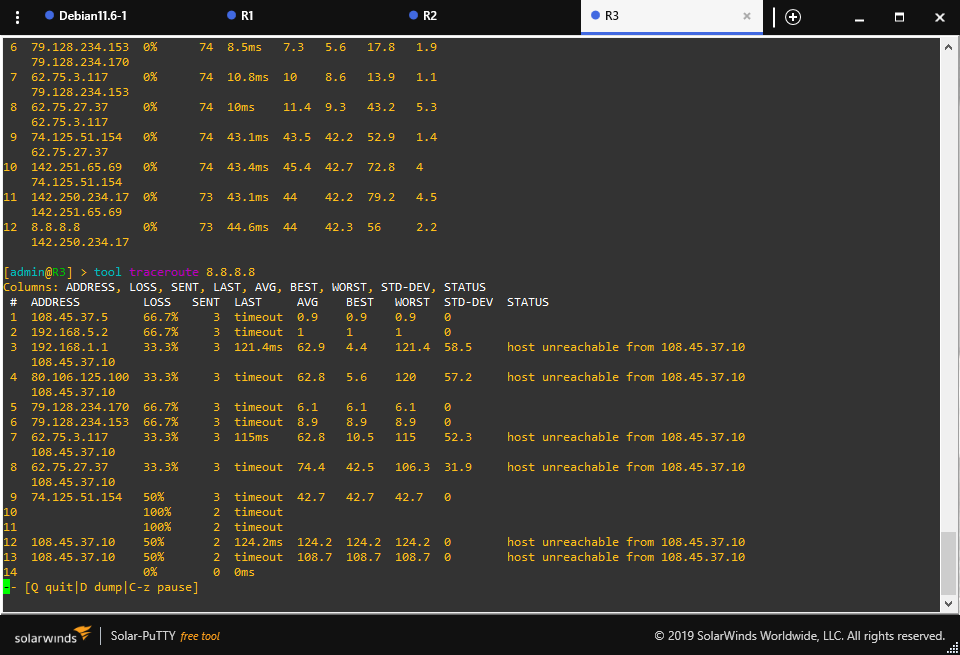 Debian11.6-1 R1 R2 R3
6 79.128.234.153 0% 74 8.5ms 7.3 5.6 17.8 1.9
79.128.234.170
7 62.75.3.117 0% 74 10.8ms 10 8.6 13.9 1.1
79.128.234.153
8 62.75.27.37 0% 74 10ms 11.4 9.3 43.2 5.3
62.75.3.117
9 74.125.51.154 0% 74 43.1ms 43.5 42.2 52.9 1.4
62.75.27.37
10 142.251.65.69 0% 74 43.4ms 45.4 42.7 72.8 4
74.125.51.154
11 142.250.234.17 0% 73 43.1ms 44 42.2 79.2 4.5
142.251.65.69
12 8.8.8.8 0% 73 44.6ms 44 42.3 56 2.2
142.250.234.17
[admin@R3] > tool traceroute 8.8.8.8
Columns: ADDRESS, LOSS, SENT, LAST, AVG, BEST, WORST, STD-DEV, STATUS
# ADDRESS LOSS SENT LAST AVG BEST WORST STD-DEV STATUS
1 108.45.37.5 66.7% 3 timeout 0.9 0.9 0.9 0
2 192.168.5.2 66.7% 3 timeout 1 1 1 0
3 192.168.1.1 33.3% 3 121.4ms 62.9 4.4 121.4 58.5 host unreachable from 108.45.37.10
108.45.37.10
4 80.106.125.100 33.3% 3 timeout 62.8 5.6 120 57.2 host unreachable from 108.45.37.10
108.45.37.10
5 79.128.234.170 66.7% 3 timeout 6.1 6.1 6.1 0
6 79.128.234.153 66.7% 3 timeout 8.9 8.9 8.9 0
7 62.75.3.117 33.3% 3 115ms 62.8 10.5 115 52.3 host unreachable from 108.45.37.10
108.45.37.10
8 62.75.27.37 33.3% 3 timeout 74.4 42.5 106.3 31.9 host unreachable from 108.45.37.10
108.45.37.10
9 74.125.51.154 50% 3 timeout 42.7 42.7 42.7 0
10 100% 2 timeout
11 100% 2 timeout
12 108.45.37.10 50% 2 124.2ms 124.2 124.2 124.2 0 host unreachable from 108.45.37.10
13 108.45.37.10 50% 2 timeout 108.7 108.7 108.7 0 host unreachable from 108.45.37.10
14 0% 0 0ms
-- [Q quit|D dump|C-z pause]
solarwinds Solar-PuTTY free tool © 2019 SolarWinds Worldwide, LLC. All rights reserved.